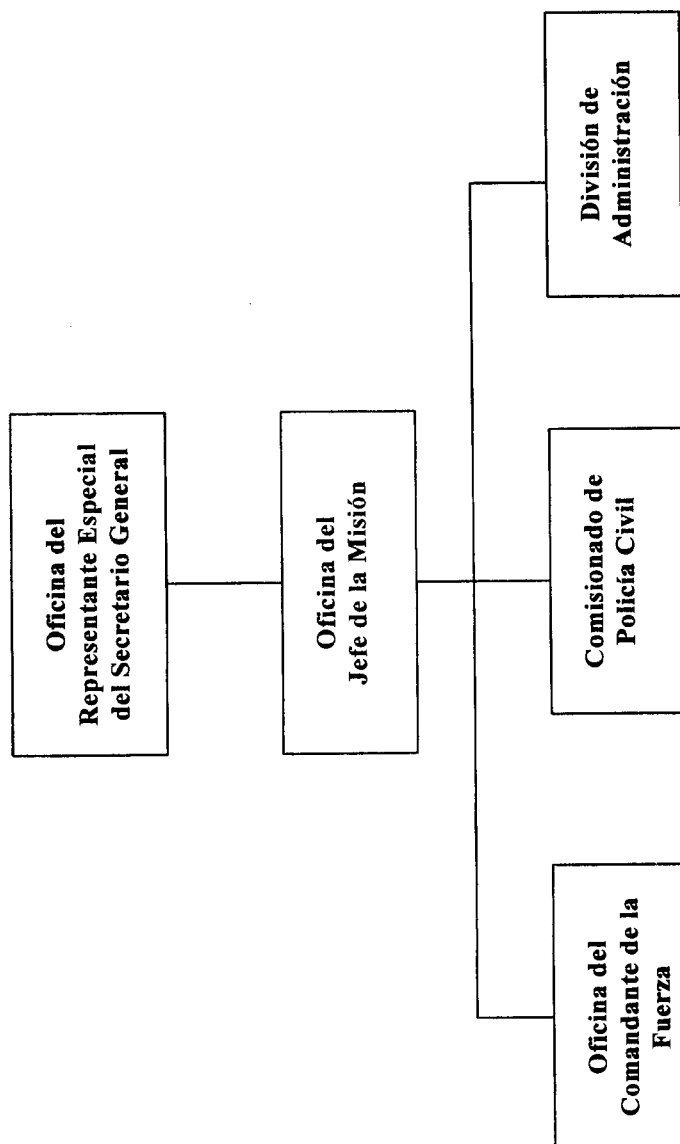 Oficina del
Representante Especial
del Secretario General
Oficina del
Jefe de la Misión
Oficina del
Comandante de la
Fuerza
Comisionado de
Policía Civil
División de
Administración